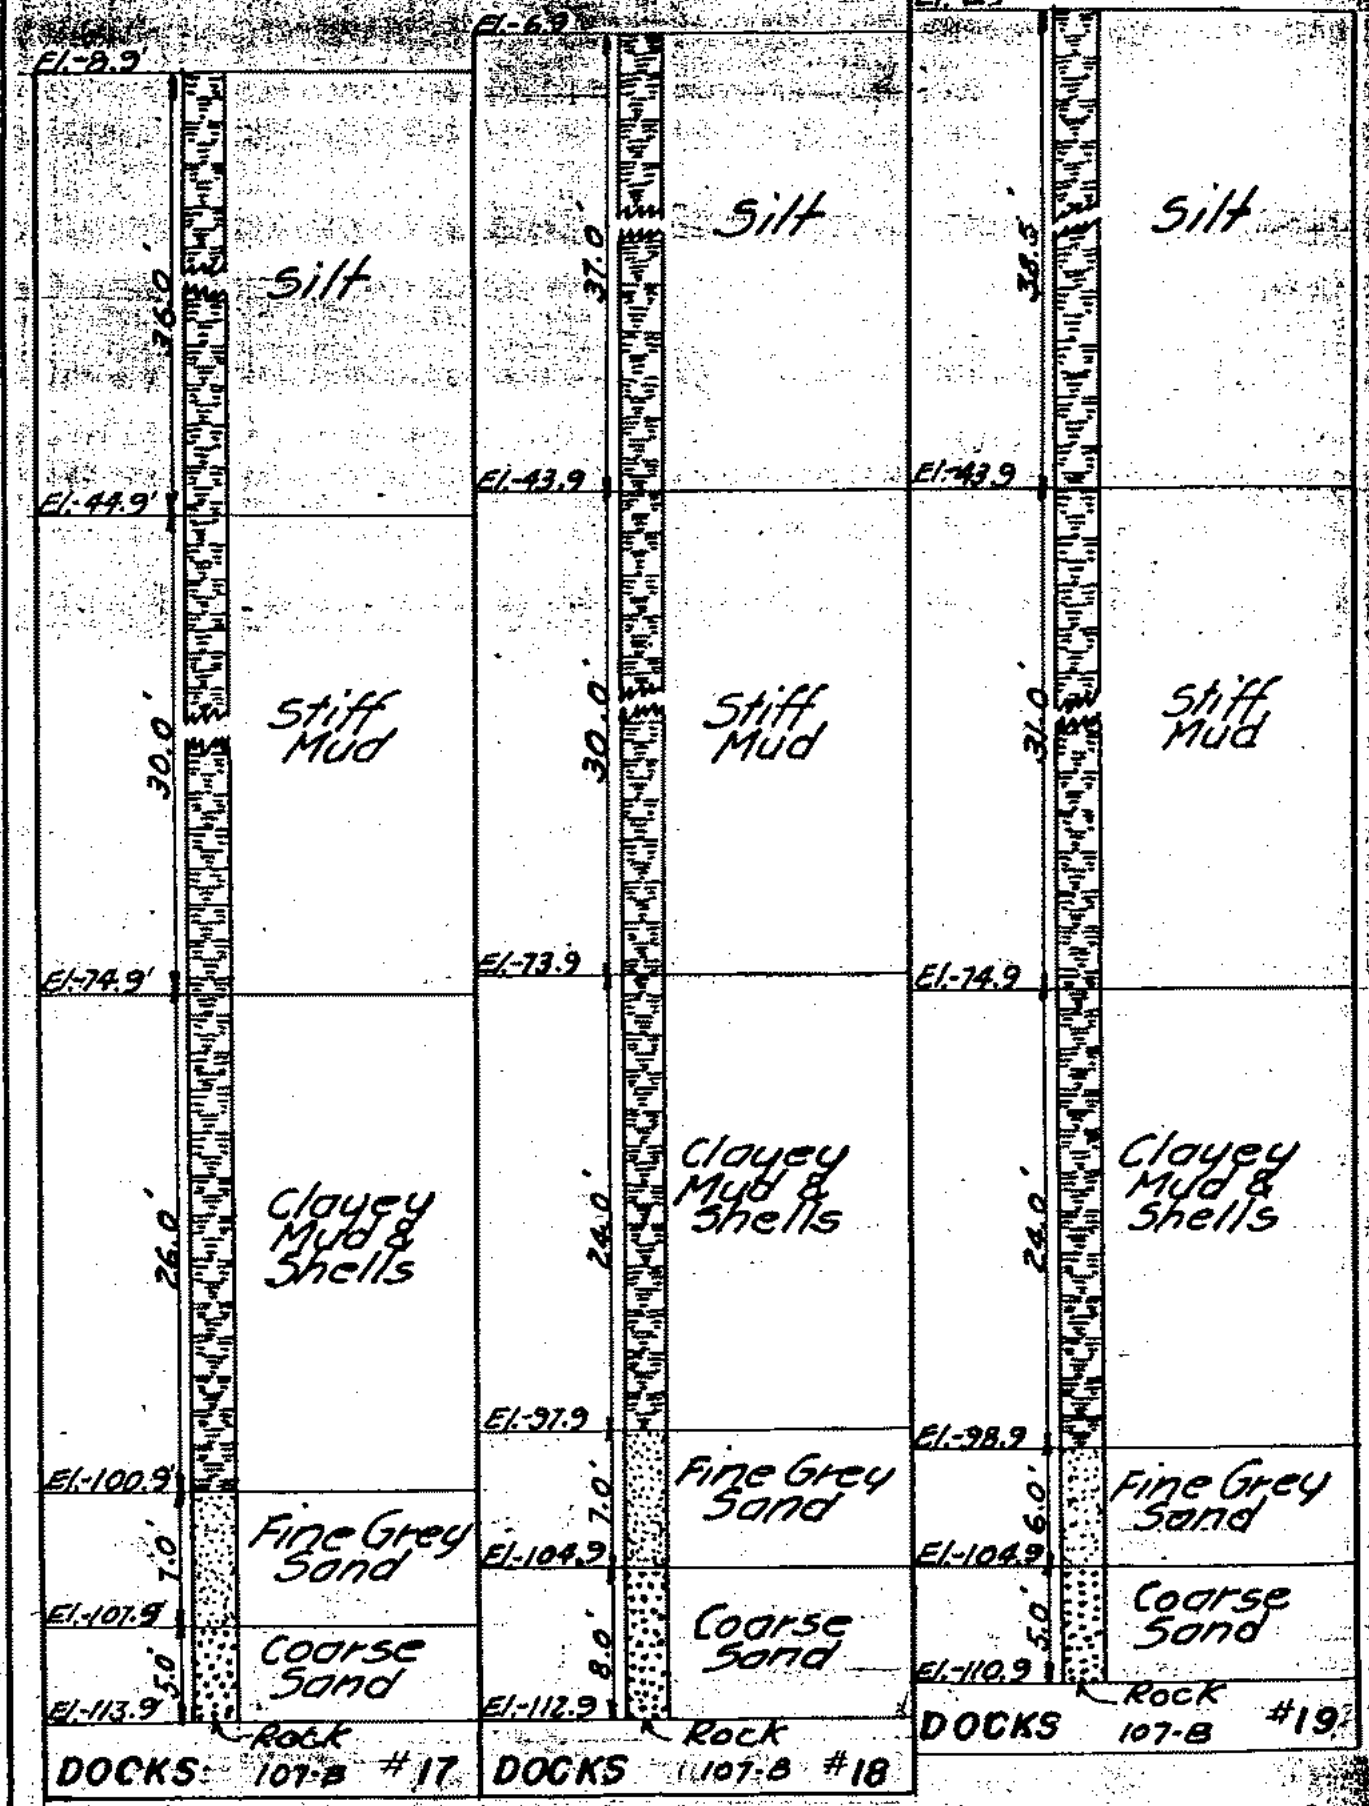 El.-8.9'
36.0'
Silt
El.-44.9'
30.0'
Stiff
Mud
El.-74.9'
26.0'
Clayey
Mud &
Shells
El.-100.9'
7.0'
Fine Grey
Sand
El.-107.9'
5.0'
Coarse
Sand
El.-113.9'
Rock
DOCKS 107-B #17
El.-6.9
37.0'
Silt
El.-43.9
30.0'
Stiff
Mud
El.-73.9
24.0'
Clayey
Mud &
Shells
El.-97.9
7.0'
Fine Grey
Sand
El.-104.9
8.0'
Coarse
Sand
El.-112.9
Rock
DOCKS 107-B #18
38.5'
Silt
El.-43.9
31.0'
Stiff
Mud
El.-74.9
24.0'
Clayey
Mud &
Shells
El.-98.9
6.0'
Fine Grey
Sand
El.-104.9
5.0'
Coarse
Sand
El.-110.9
Rock
DOCKS 107-B #19